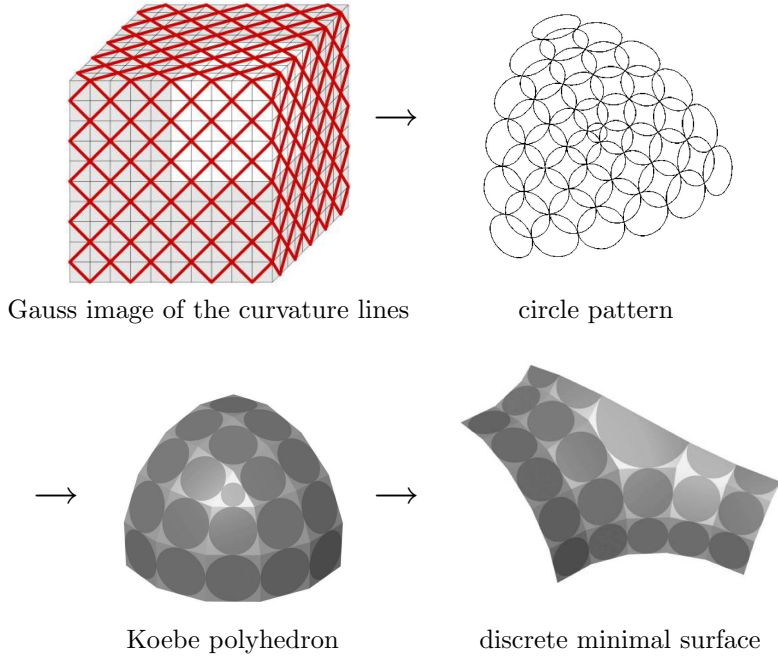 Gauss image of the curvature lines
circle pattern
Koebe polyhedron
discrete minimal surface